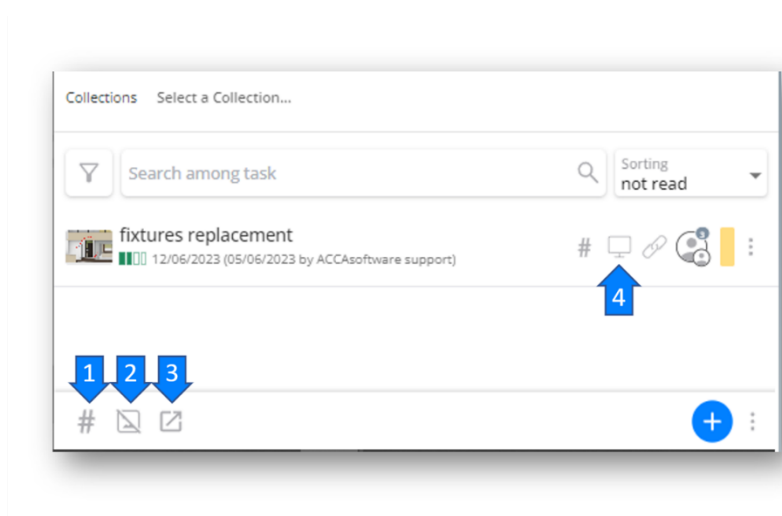 Collections Select a Collection...
Search among task
Sorting
not read
fixtures replacement
3
#
12/06/2023 (05/06/2023 by ACCAsoftware support)
4
1 2 3
#
+